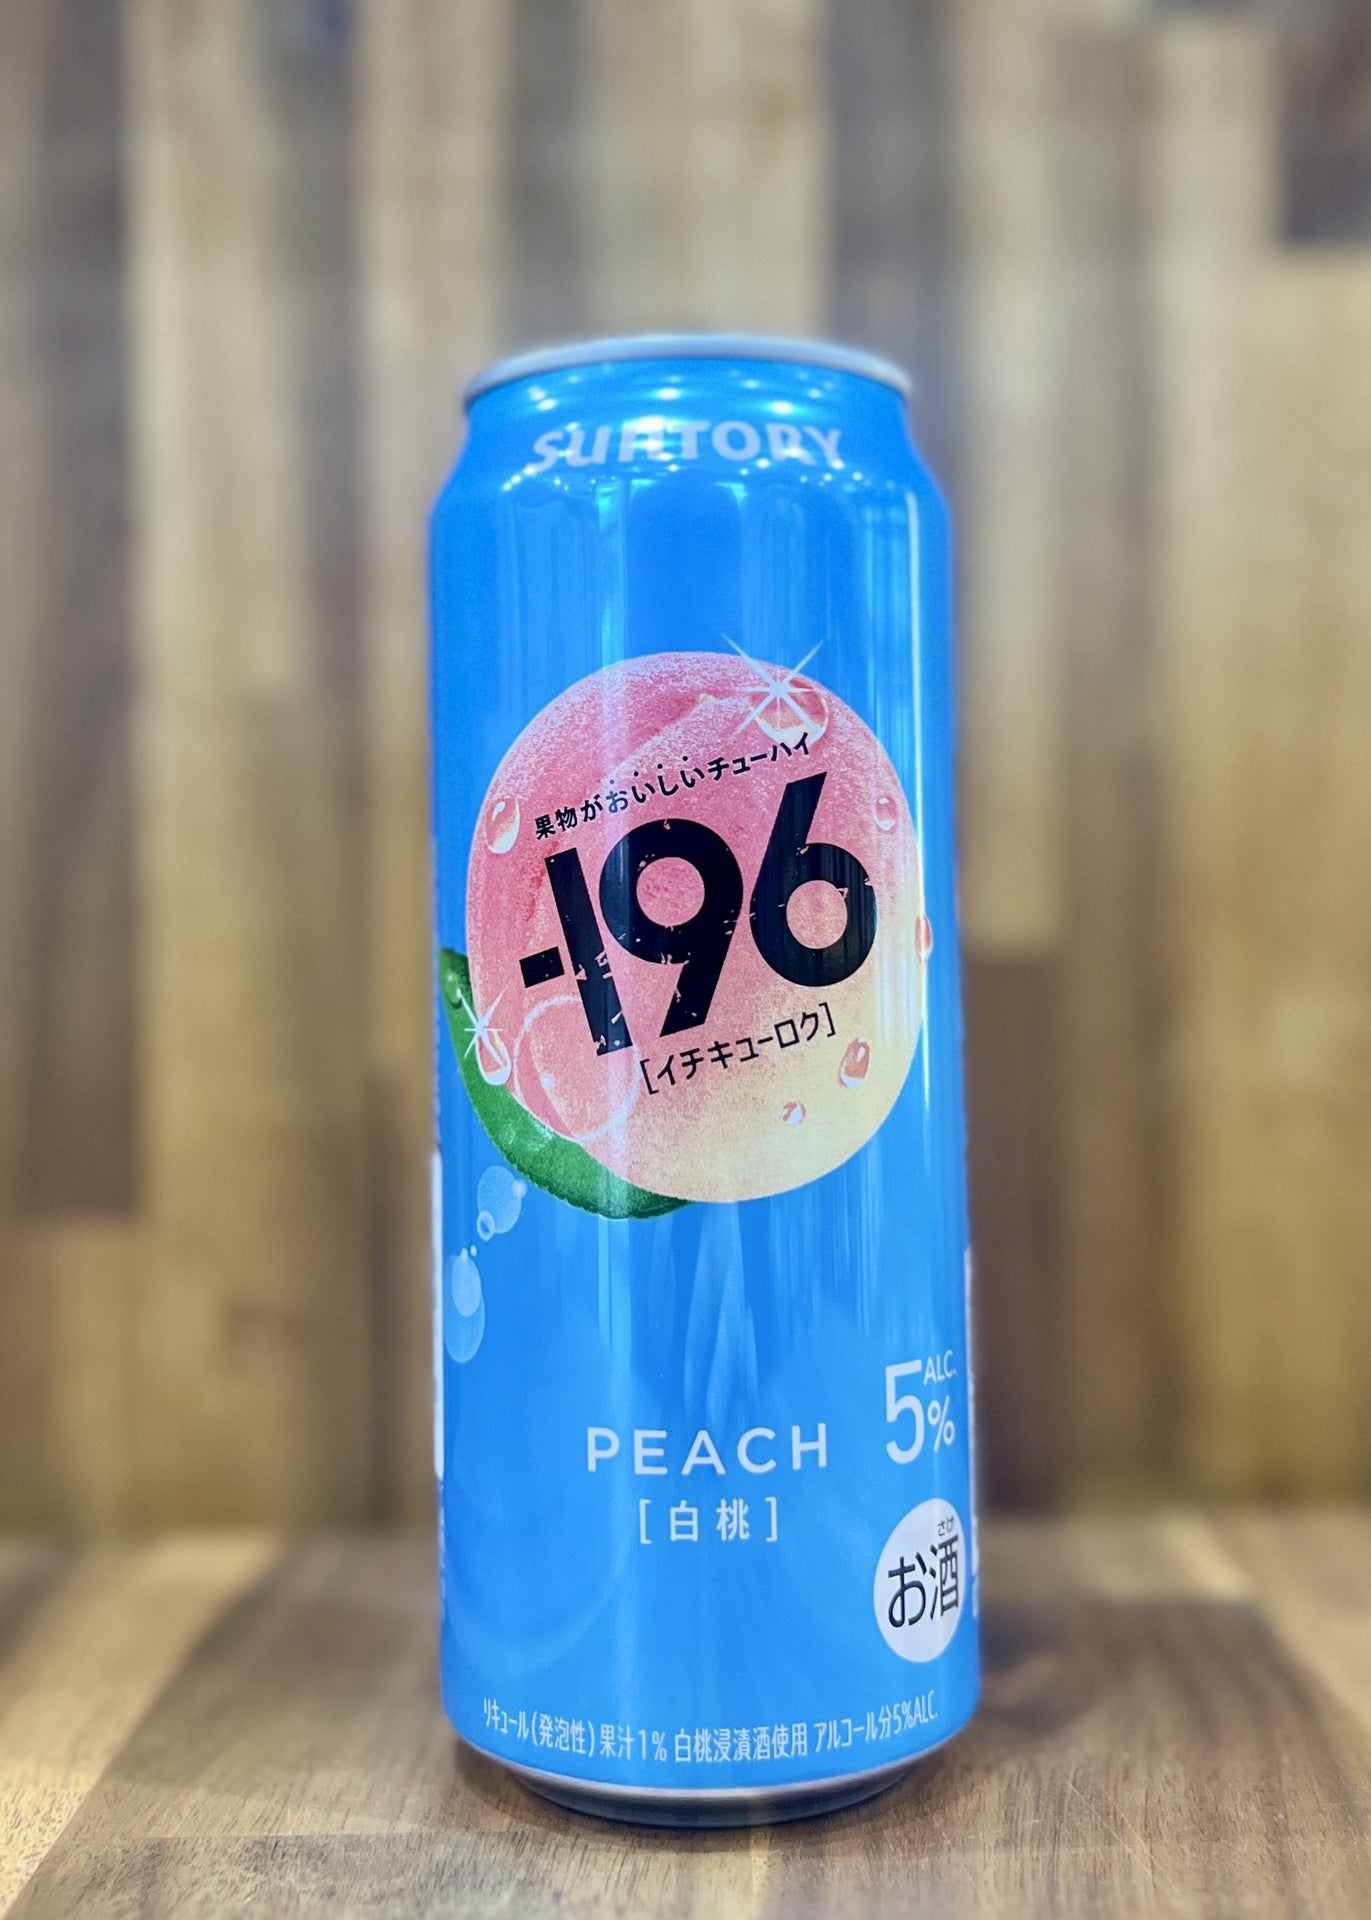 SUNTORY
果物がおいしいチューハイ
-196
[イチキューロク]
5% ALC.
PEACH
[白桃]
さけ
お酒
リキュール(発泡性)果汁1% 白桃浸漬酒使用 アルコール分5%ALC.